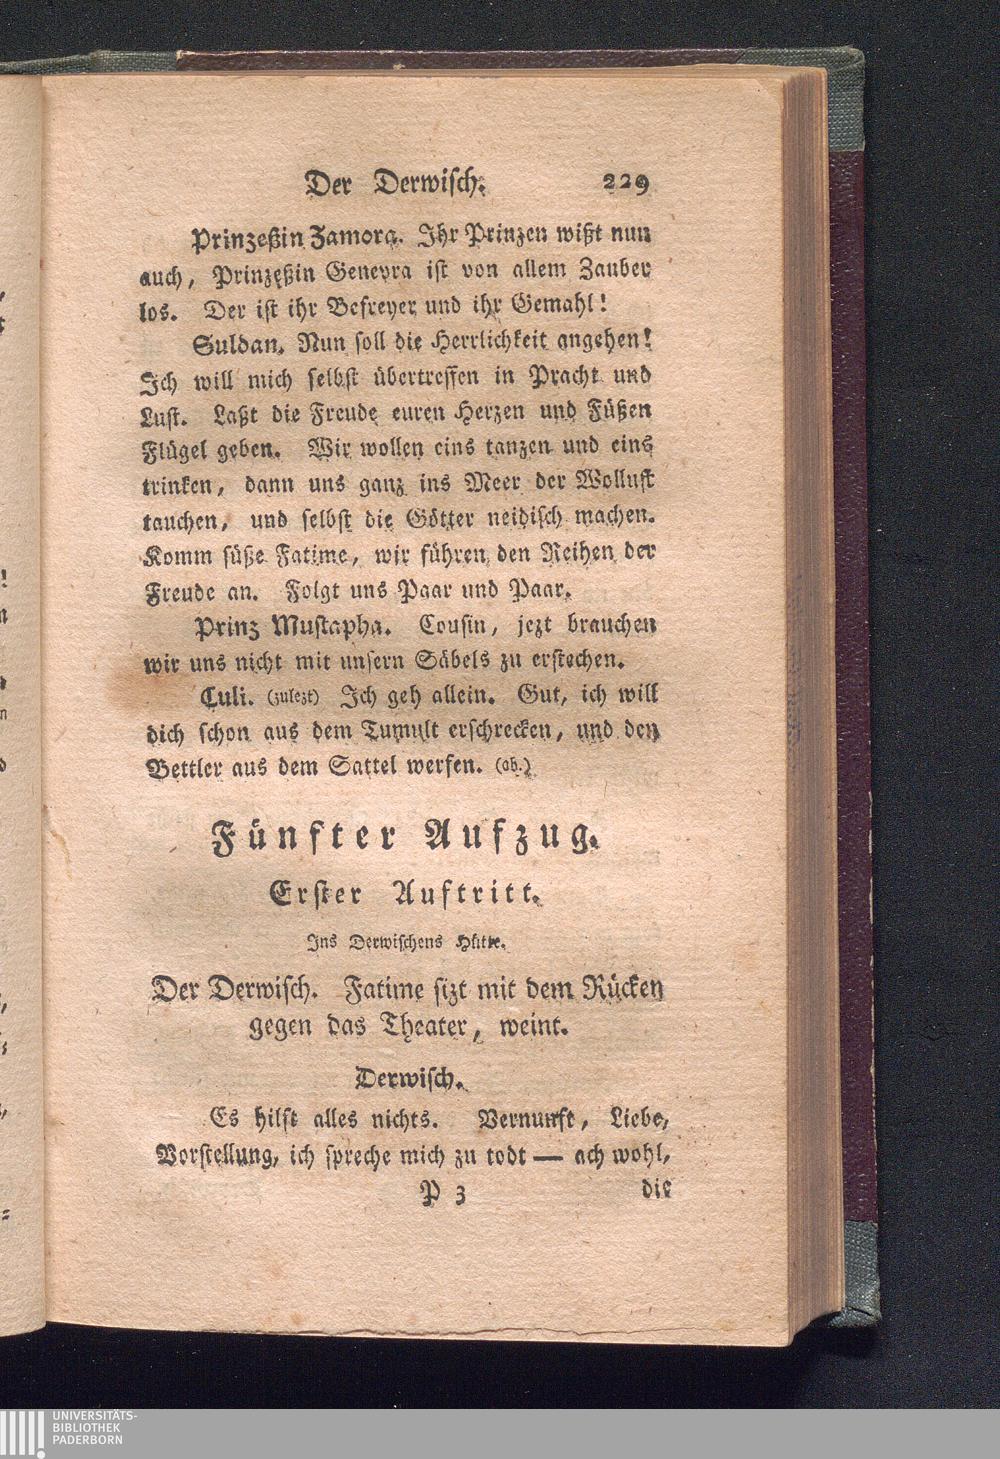 Der Derwisch. 229
Prinzeßin Zamora. Ihr Prinzen wißt nun
auch, Prinzeßin Genevra ist von allem Zauber
los. Der ist ihr Befreyer und ihr Gemahl!
Suldan. Nun soll die Herrlichkeit angehen!
Ich will mich selbst übertreffen in Pracht und
Lust. Laßt die Freude euren Herzen und Füßen
Flügel geben. Wir wollen eins tanzen und eins
trinken, dann uns ganz ins Meer der Wollust
tauchen, und selbst die Götter neidisch machen.
Komm süße Fatime, wir führen den Reihen der
Freude an. Folgt uns Paar und Paar.
Prinz Mustapha. Cousin, jezt brauchen
wir uns nicht mit unsern Säbels zu erstechen.
Culi. (zulezt) Ich geh allein. Gut, ich will
dich schon aus dem Tumult erschrecken, und den
Bettler aus dem Sattel werfen. (ab.)
Fünfter Aufzug.
Erster Auftritt.
Ins Derwischens Hütte.
Der Derwisch. Fatime sizt mit dem Rücken
gegen das Theater, weint.
Derwisch.
Es hilft alles nichts. Vernunft, Liebe,
Vorstellung, ich spreche mich zu todt — ach wohl,
P 3 die
UNIVERSITÄTS-
BIBLIOTHEK
PADERBORN